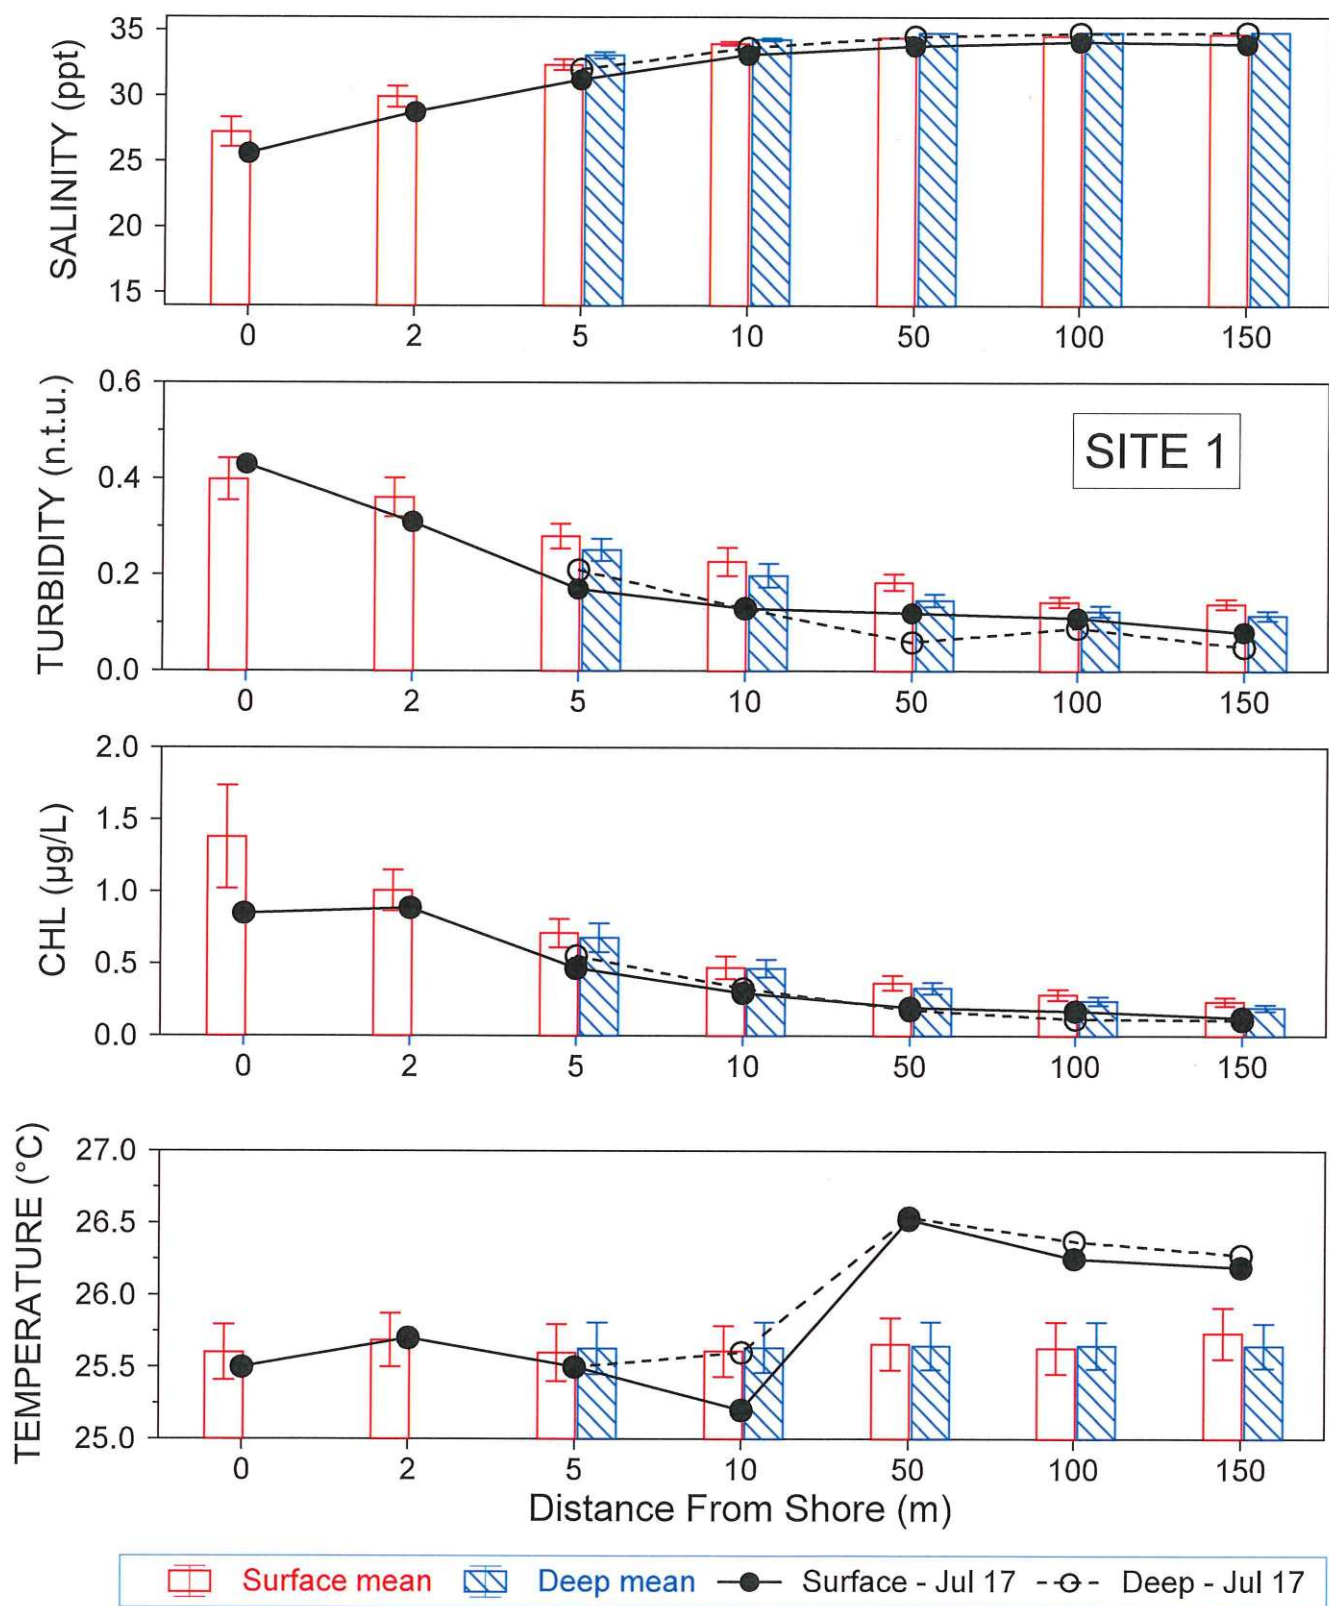 SALINITY (ppt)
35
30
25
20
15
0 2 5 10 50 100 150
TURBIDITY (n.t.u.)
0.6
0.4
0.2
0.0
SITE 1
0 2 5 10 50 100 150
CHL (µg/L)
2.0
1.5
1.0
0.5
0.0
0 2 5 10 50 100 150
TEMPERATURE (°C)
27.0
26.5
26.0
25.5
25.0
0 2 5 10 50 100 150
Distance From Shore (m)
Surface mean Deep mean Surface - Jul 17 Deep - Jul 17